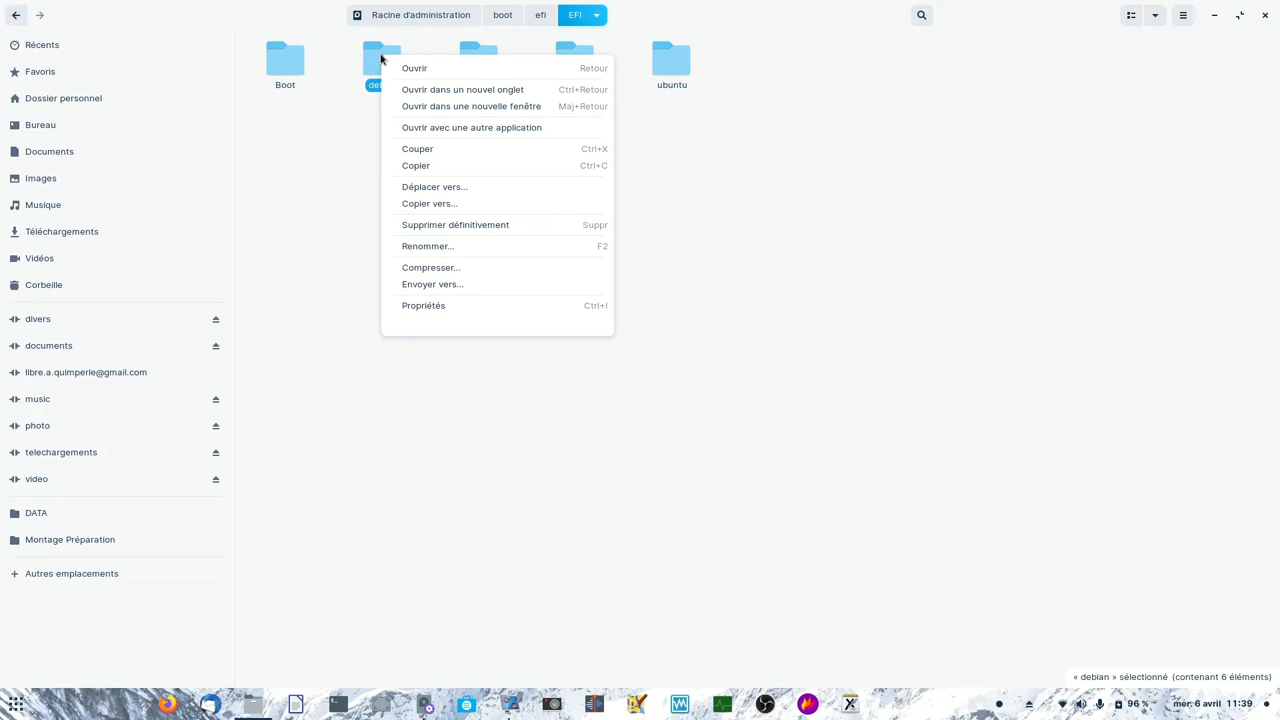 Racine d'administration boot efi EFI
Récents
Favoris
Dossier personnel
Bureau
Documents
Images
Musique
Téléchargements
Vidéos
Corbeille
divers
documents
libre.a.quimperle@gmail.com
music
photo
telechargements
video
DATA
Montage Préparation
Autres emplacements
Boot
ubuntu
Ouvrir Retour
Ouvrir dans un nouvel onglet Ctrl+Retour
Ouvrir dans une nouvelle fenêtre Maj+Retour
Ouvrir avec une autre application
Couper Ctrl+X
Copier Ctrl+C
Déplacer vers...
Copier vers...
Supprimer définitivement Suppr
Renommer... F2
Compresser...
Envoyer vers...
Propriétés Ctrl+I
« debian » sélectionné (contenant 6 éléments)
96 % mer. 6 avril 11:39